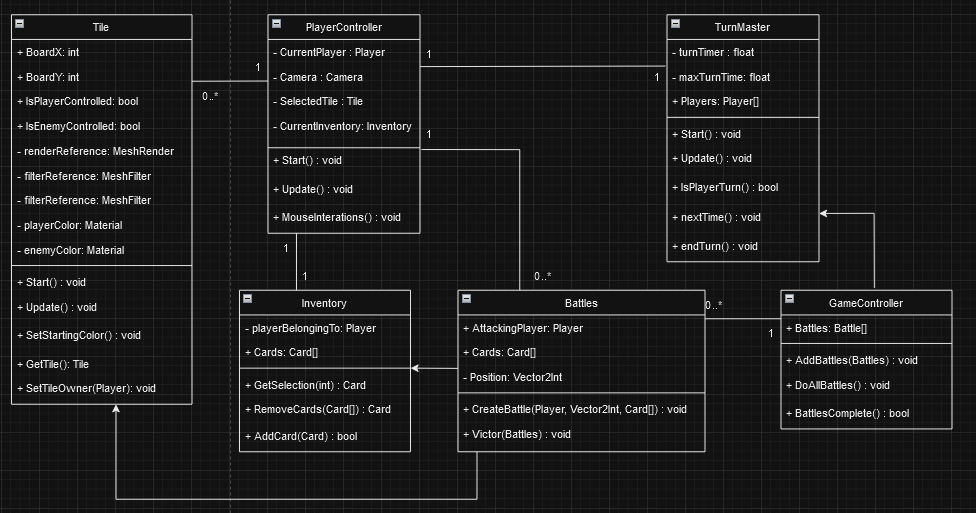 Tile
+ BoardX: int
+ BoardY: int
+ IsPlayerControlled: bool
+ IsEnemyControlled: bool
- renderReference: MeshRender
- filterReference: MeshFilter
- filterReference: MeshFilter
- playerColor: Material
- enemyColor: Material
+ Start() : void
+ Update() : void
+ SetStartingColor() : void
+ GetTile(): Tile
+ SetTileOwner(Player): void
1
0..*
PlayerController
- CurrentPlayer : Player
- Camera : Camera
- SelectedTile : Tile
- CurrentInventory: Inventory
+ Start() : void
+ Update() : void
+ MouseInterations() : void
1
1
1
0..*
1
1
TurnMaster
- turnTimer : float
- maxTurnTime: float
+ Players: Player[]
+ Start() : void
+ Update() : void
+ IsPlayerTurn() : bool
+ nextTime() : void
+ endTurn() : void
Inventory
- playerBelongingTo: Player
+ Cards: Card[]
+ GetSelection(int) : Card
+ RemoveCards(Card[]) : Card
+ AddCard(Card) : bool
Battles
+ AttackingPlayer: Player
+ Cards: Card[]
- Position: Vector2Int
+ CreateBattle(Player, Vector2Int, Card[]) : void
+ Victor(Battles) : void
0..*
1
GameController
+ Battles: Battle[]
+ AddBattles(Battles) : void
+ DoAllBattles() : void
+ BattlesComplete() : bool